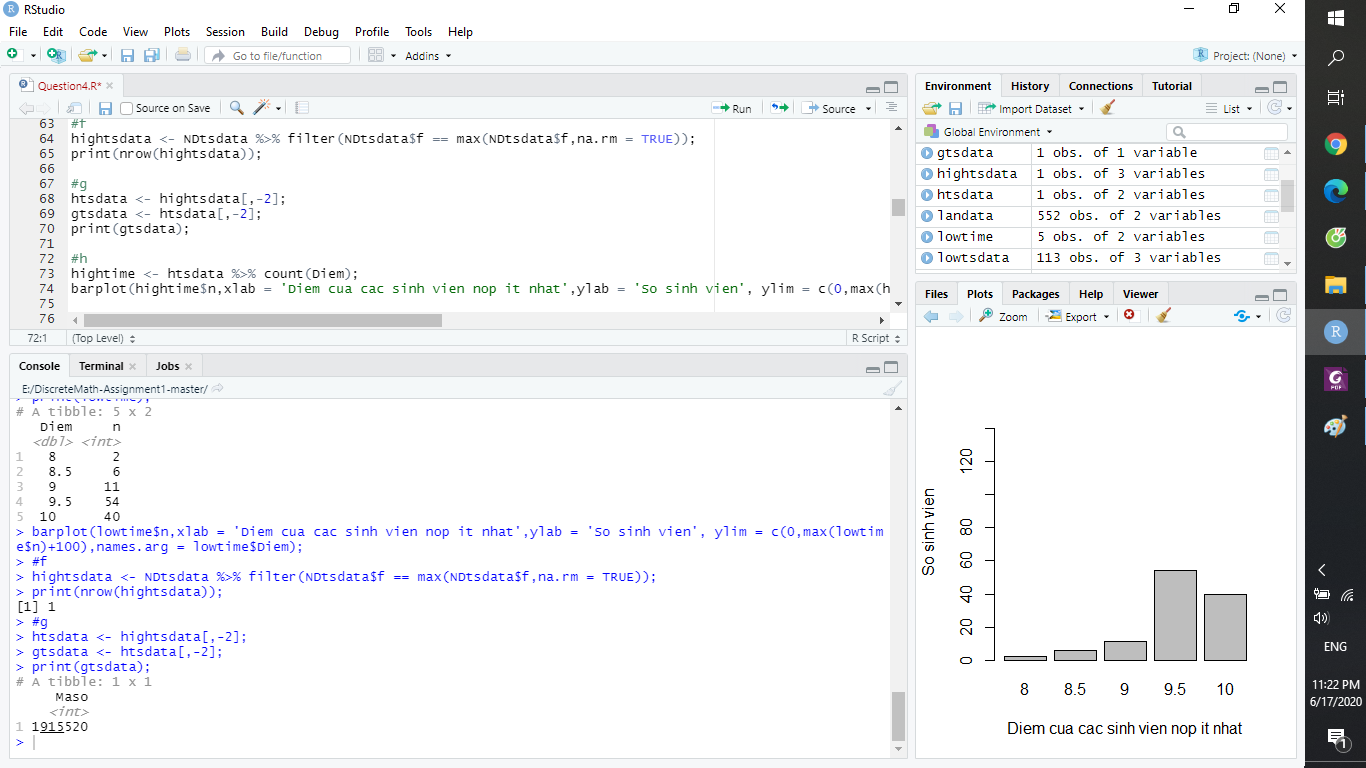 RStudio
File Edit Code View Plots Session Build Debug Profile Tools Help
Go to file/function Addins Project: (None)
Question4.R*
Source on Save Run Source
63 #f
64 hightsdata <- NDtsdata %>% filter(NDtsdata$f == max(NDtsdata$f,na.rm = TRUE));
65 print(nrow(hightsdata));
66
67 #g
68 htsdata <- hightsdata[,-2];
69 gtsdata <- htsdata[,-2];
70 print(gtsdata);
71
72 #h
73 hightime <- htsdata %>% count(Diem);
74 barplot(hightime$n,xlab = 'Diem cua cac sinh vien nop it nhat',ylab = 'So sinh vien', ylim = c(0,max(h
75
76
72:1 (Top Level) R Script
Console Terminal Jobs
E:/DiscreteMath-Assignment1-master/
> print(lowtime);
# A tibble: 5 x 2
Diem n
<dbl> <int>
1 8 2
2 8.5 6
3 9 11
4 9.5 54
5 10 40
> barplot(lowtime$n,xlab = 'Diem cua cac sinh vien nop it nhat',ylab = 'So sinh vien', ylim = c(0,max(lowtim
e$n)+100),names.arg = lowtime$Diem);
> #f
> hightsdata <- NDtsdata %>% filter(NDtsdata$f == max(NDtsdata$f,na.rm = TRUE));
> print(nrow(hightsdata));
[1] 1
> #g
> htsdata <- hightsdata[,-2];
> gtsdata <- htsdata[,-2];
> print(gtsdata);
# A tibble: 1 x 1
Maso
<int>
1 1915520
>
Environment History Connections Tutorial
Import Dataset List
Global Environment
gtsdata 1 obs. of 1 variable
hightsdata 1 obs. of 3 variables
htsdata 1 obs. of 2 variables
landata 552 obs. of 2 variables
lowtime 5 obs. of 2 variables
lowtsdata 113 obs. of 3 variables
Files Plots Packages Help Viewer
Zoom Export
So sinh vien
120
80
60
40
20
0
8 8.5 9 9.5 10
Diem cua cac sinh vien nop it nhat
PDF
ENG
11:22 PM
6/17/2020
1